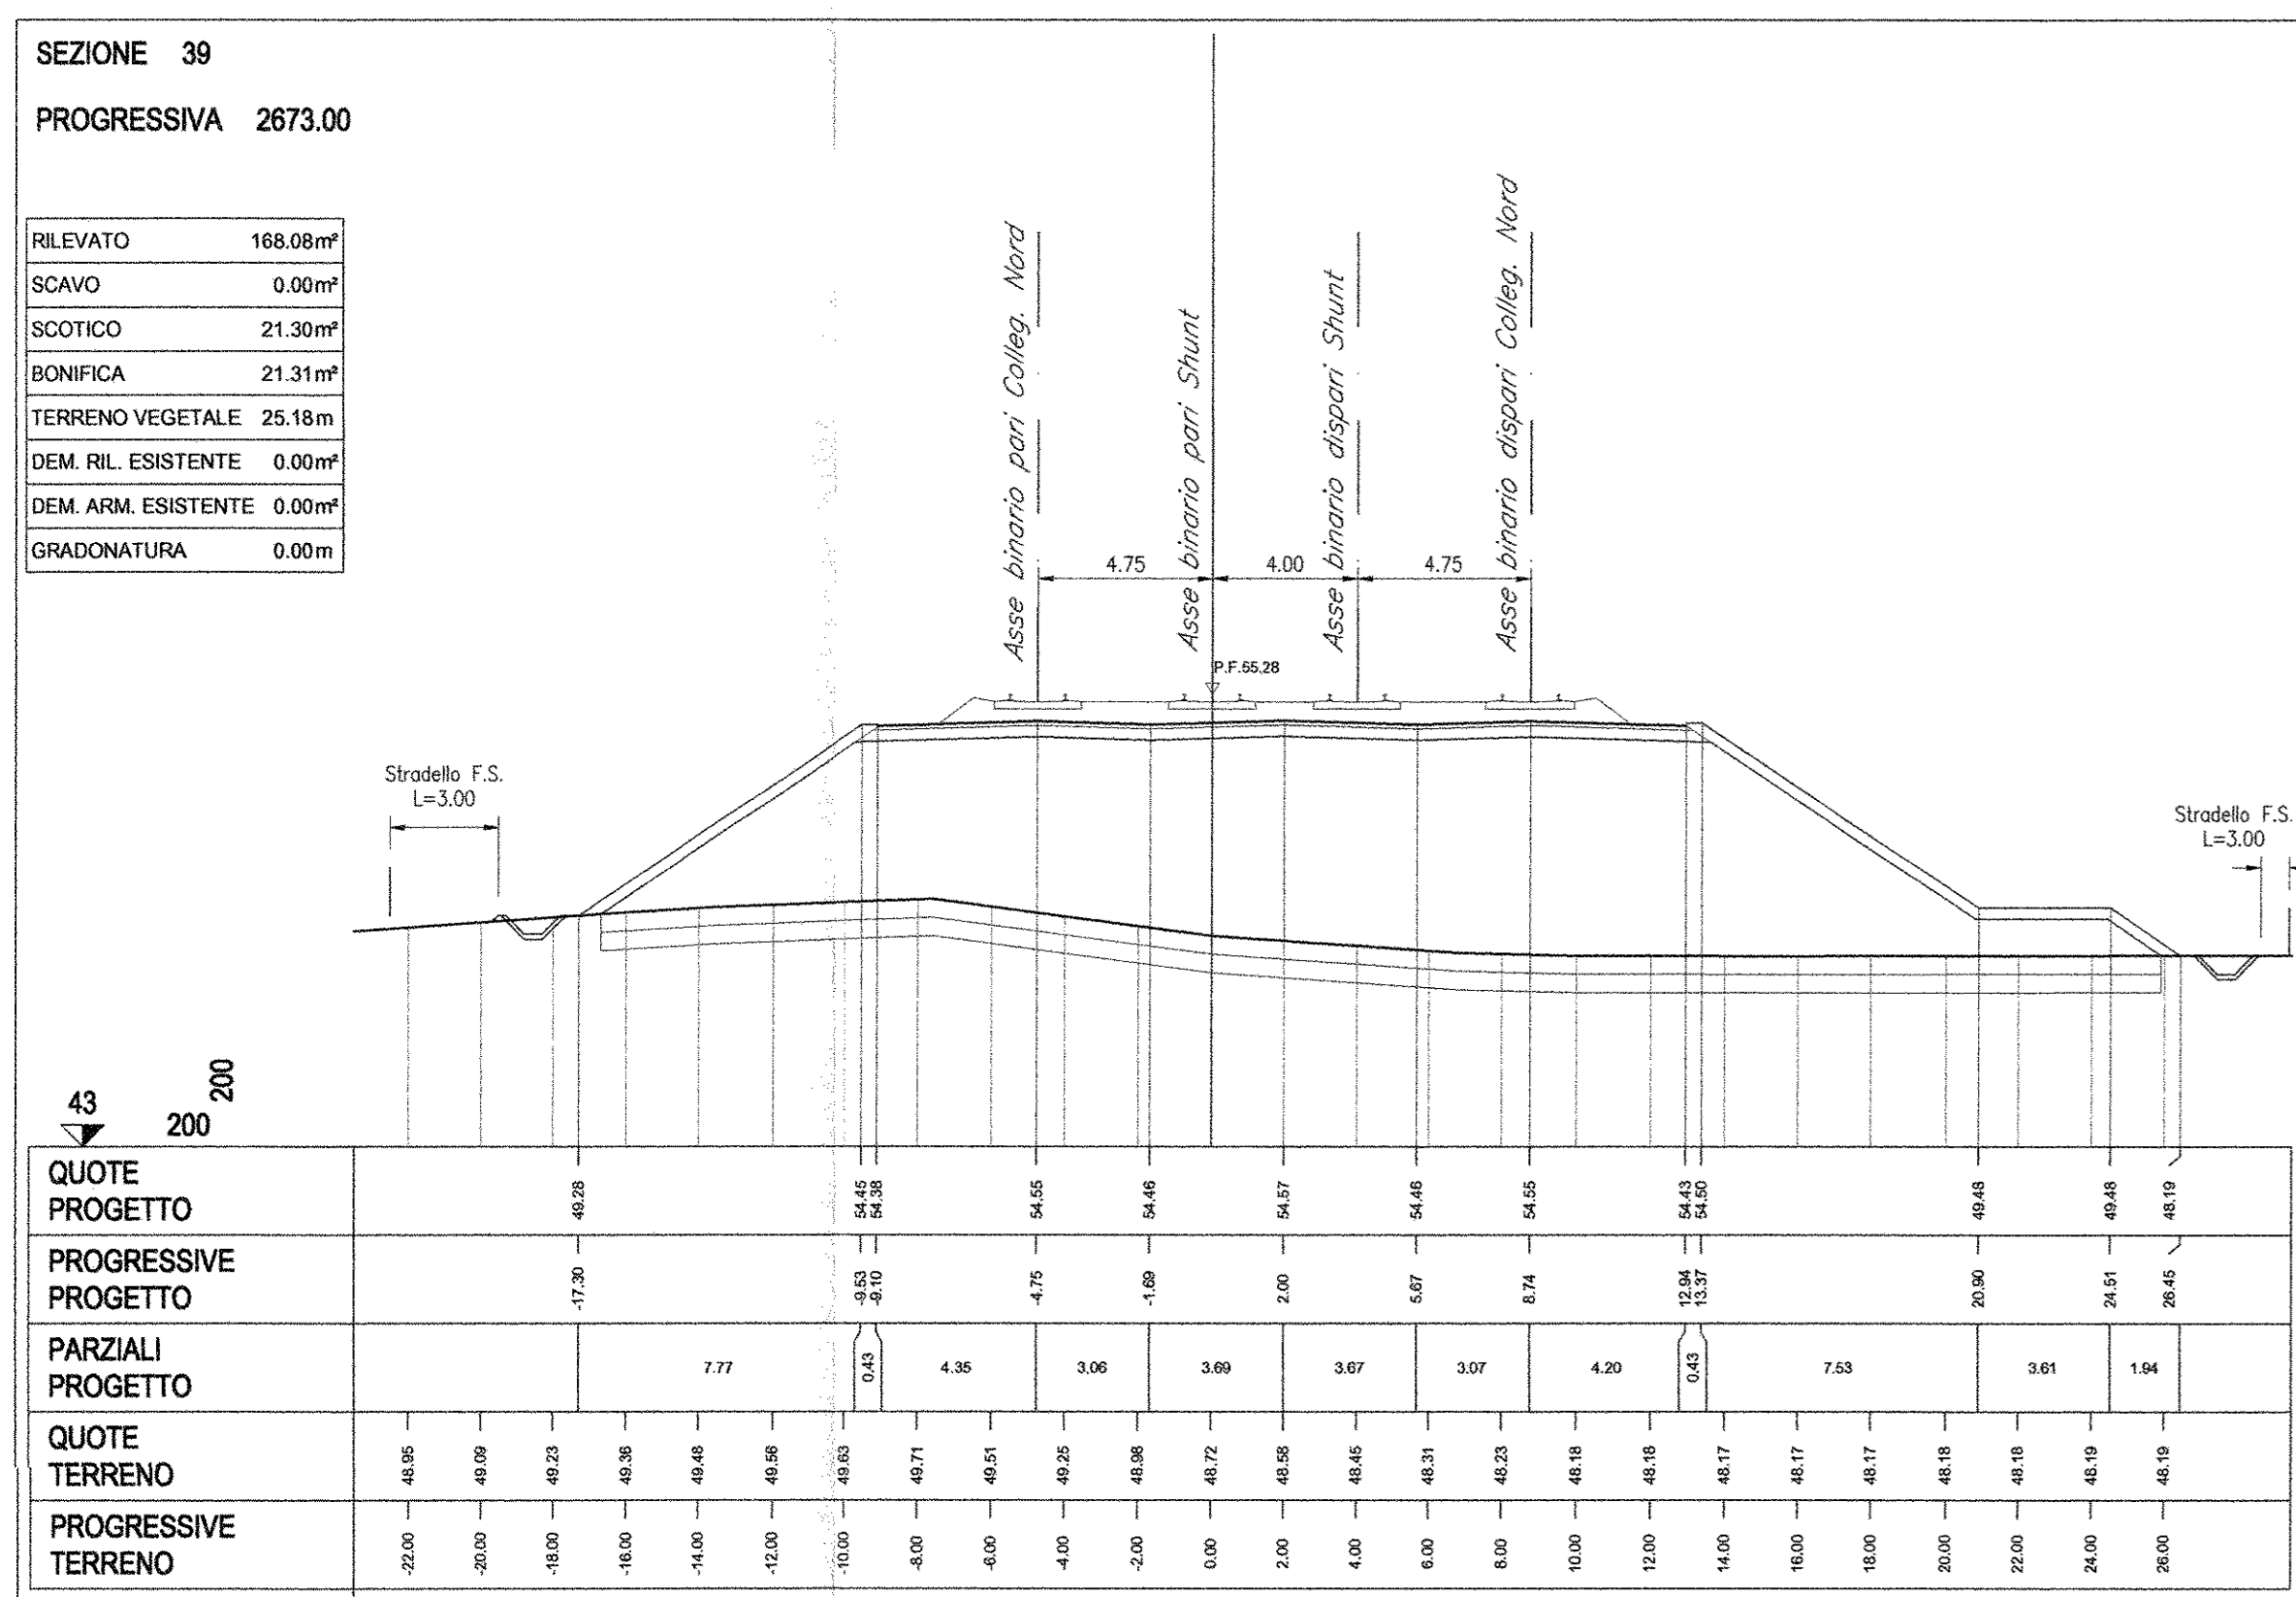 SEZIONE 39
PROGRESSIVA 2673.00
RILEVATO 168.08m²
SCAVO 0.00m²
SCOTICO 21.30m²
BONIFICA 21.31m²
TERRENO VEGETALE 25.18m
DEM. RIL. ESISTENTE 0.00m²
DEM. ARM. ESISTENTE 0.00m²
GRADONATURA 0.00m
Asse binario pari Colleg. Nord
Asse binario pari Shunt
Asse binario dispari Shunt
Asse binario dispari Colleg. Nord
4.75 4.00 4.75
P.F.55.28
Stradello F.S.
L=3.00
Stradello F.S.
L=3.00
43
200
200
QUOTE
PROGETTO
49.28 54.45 54.38 54.55 54.46 54.57 54.46 54.55 54.43 54.50 49.48 49.48 48.19
PROGRESSIVE
PROGETTO
-17.30 -9.53 -9.10 -4.75 -1.69 2.00 5.67 8.74 12.94 13.37 20.90 24.51 26.45
PARZIALI
PROGETTO
7.77 0.43 4.35 3.06 3.69 3.67 3.07 4.20 0.43 7.53 3.61 1.94
QUOTE
TERRENO
48.95 49.09 49.23 49.36 49.48 49.56 49.63 49.71 49.51 49.25 48.98 48.72 48.58 48.45 48.31 48.23 48.18 48.18 48.17 48.17 48.17 48.18 48.18 48.19 48.19
PROGRESSIVE
TERRENO
-22.00 -20.00 -18.00 -16.00 -14.00 -12.00 -10.00 -8.00 -6.00 -4.00 -2.00 0.00 2.00 4.00 6.00 8.00 10.00 12.00 14.00 16.00 18.00 20.00 22.00 24.00 26.00